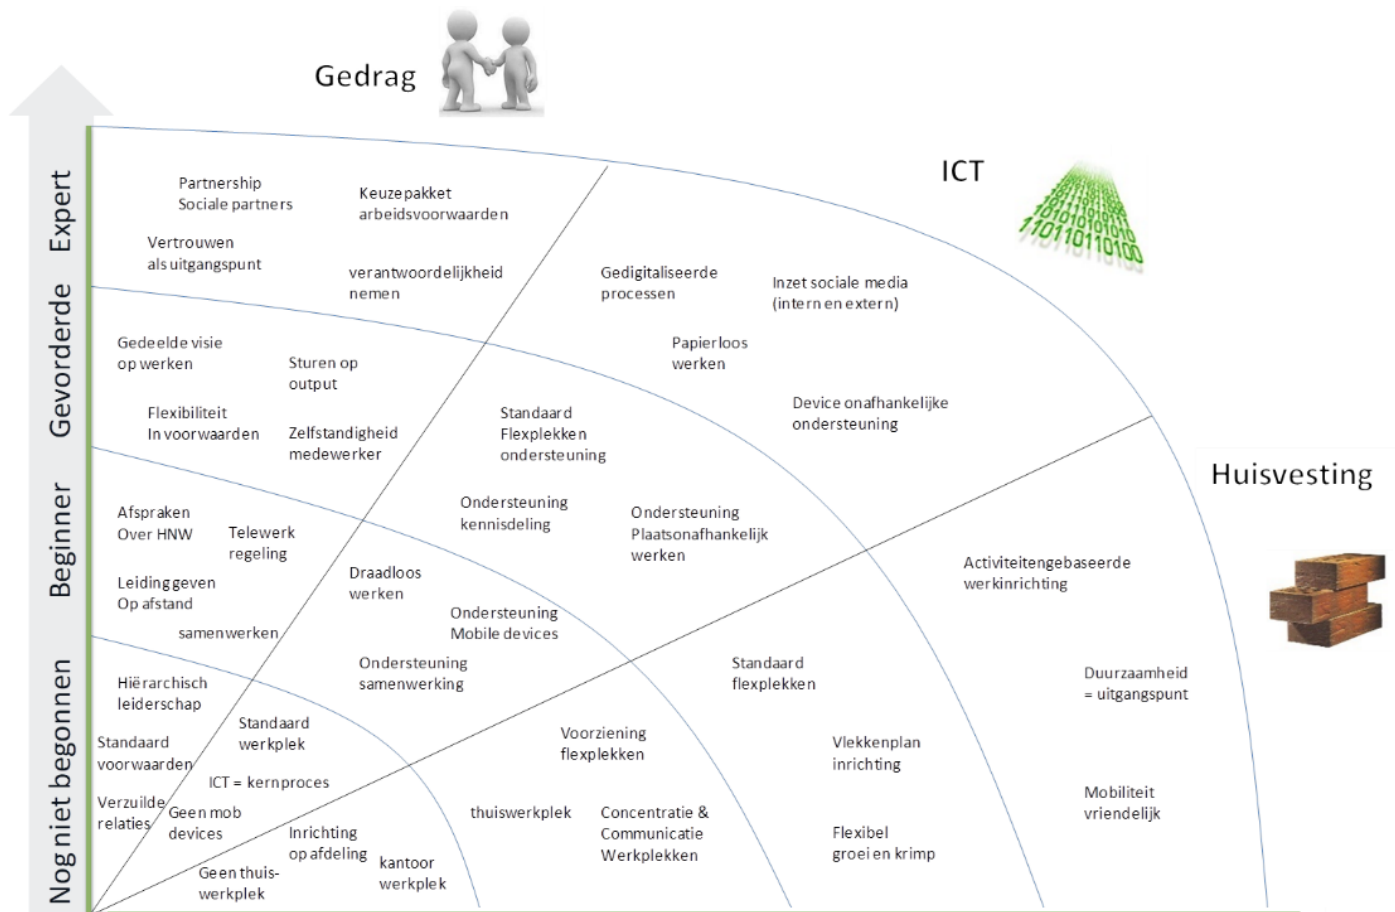 Gedrag
ICT
Huisvesting
Expert
Gevorderde
Beginner
Nog niet begonnen
Partnership
Sociale partners
Keuzepakket
arbeidsvoorwaarden
Vertrouwen
als uitgangspunt
verantwoordelijkheid
nemen
Gedigitaliseerde
processen
Inzet sociale media
(intern en extern)
Papierloos
werken
Device onafhankelijke
ondersteuning
Gedeelde visie
op werken
Sturen op
output
Flexibiliteit
In voorwaarden
Zelfstandigheid
medewerker
Standaard
Flexplekken
ondersteuning
Ondersteuning
kennisdeling
Ondersteuning
Plaatsonafhankelijk
werken
Activiteitengebaseerde
werkinrichting
Duurzaamheid
= uitgangspunt
Mobiliteit
vriendelijk
Afspraken
Over HNW
Telewerk
regeling
Leiding geven
Op afstand
samenwerken
Draadloos
werken
Ondersteuning
Mobile devices
Ondersteuning
samenwerking
Standaard
flexplekken
Vlekkenplan
inrichting
Flexibel
groei en krimp
Hiërarchisch
leiderschap
Standaard
voorwaarden
Verzuilde
relaties
Standaard
werkplek
ICT = kernproces
Geen mob
devices
Voorziening
flexplekken
thuiswerkplek
Concentratie &
Communicatie
Werkplekken
Inrichting
op afdeling
Geen thuis-
werkplek
kantoor
werkplek
101010101010
110110110100